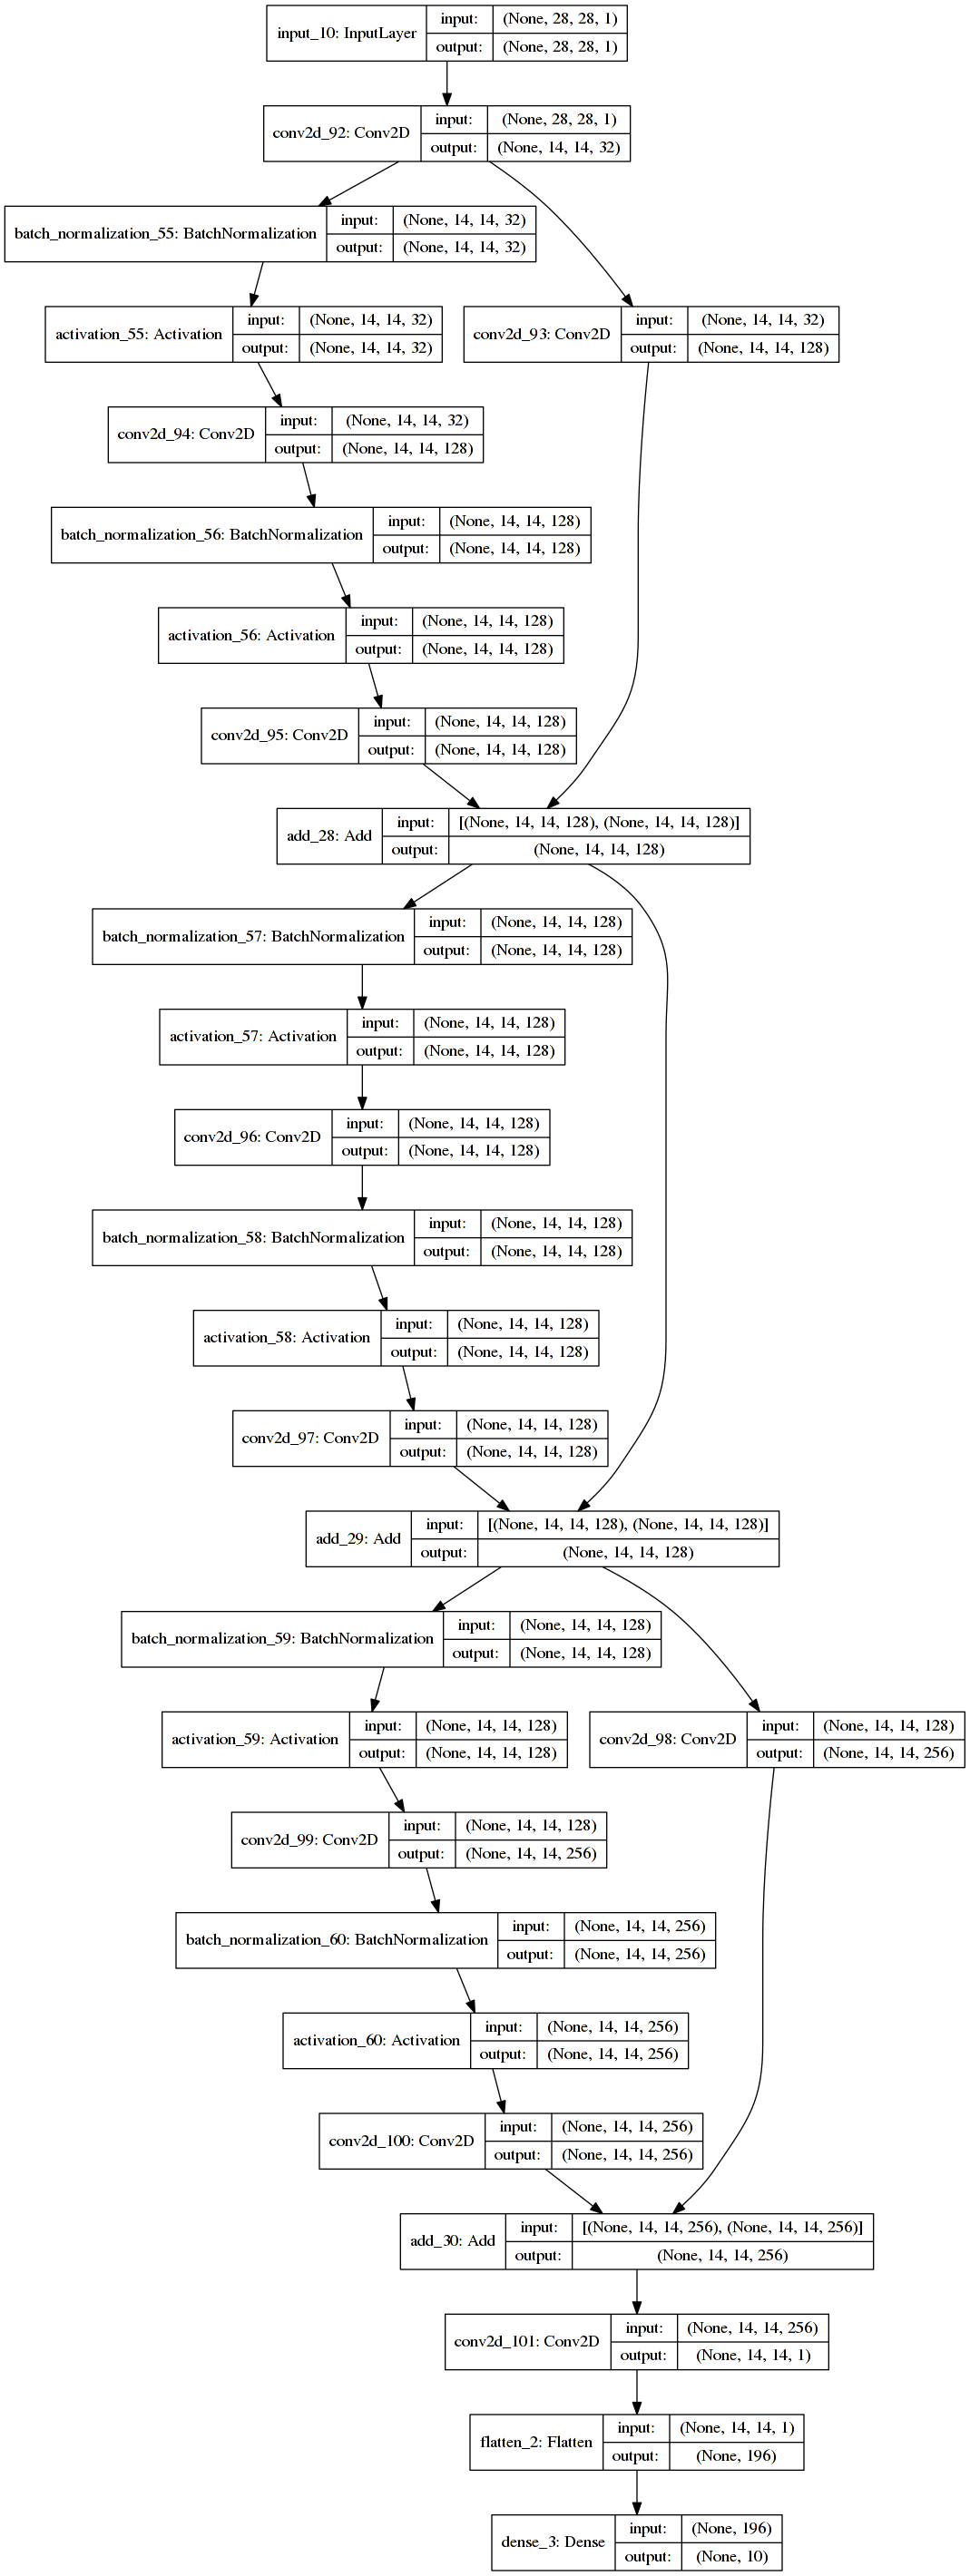 input_10: InputLayer
input: (None, 28, 28, 1)
output: (None, 28, 28, 1)
conv2d_92: Conv2D
input: (None, 28, 28, 1)
output: (None, 14, 14, 32)
batch_normalization_55: BatchNormalization
input: (None, 14, 14, 32)
output: (None, 14, 14, 32)
activation_55: Activation
input: (None, 14, 14, 32)
output: (None, 14, 14, 32)
conv2d_93: Conv2D
input: (None, 14, 14, 32)
output: (None, 14, 14, 128)
conv2d_94: Conv2D
input: (None, 14, 14, 32)
output: (None, 14, 14, 128)
batch_normalization_56: BatchNormalization
input: (None, 14, 14, 128)
output: (None, 14, 14, 128)
activation_56: Activation
input: (None, 14, 14, 128)
output: (None, 14, 14, 128)
conv2d_95: Conv2D
input: (None, 14, 14, 128)
output: (None, 14, 14, 128)
add_28: Add
input: [(None, 14, 14, 128), (None, 14, 14, 128)]
output: (None, 14, 14, 128)
batch_normalization_57: BatchNormalization
input: (None, 14, 14, 128)
output: (None, 14, 14, 128)
activation_57: Activation
input: (None, 14, 14, 128)
output: (None, 14, 14, 128)
conv2d_96: Conv2D
input: (None, 14, 14, 128)
output: (None, 14, 14, 128)
batch_normalization_58: BatchNormalization
input: (None, 14, 14, 128)
output: (None, 14, 14, 128)
activation_58: Activation
input: (None, 14, 14, 128)
output: (None, 14, 14, 128)
conv2d_97: Conv2D
input: (None, 14, 14, 128)
output: (None, 14, 14, 128)
add_29: Add
input: [(None, 14, 14, 128), (None, 14, 14, 128)]
output: (None, 14, 14, 128)
batch_normalization_59: BatchNormalization
input: (None, 14, 14, 128)
output: (None, 14, 14, 128)
activation_59: Activation
input: (None, 14, 14, 128)
output: (None, 14, 14, 128)
conv2d_98: Conv2D
input: (None, 14, 14, 128)
output: (None, 14, 14, 256)
conv2d_99: Conv2D
input: (None, 14, 14, 128)
output: (None, 14, 14, 256)
batch_normalization_60: BatchNormalization
input: (None, 14, 14, 256)
output: (None, 14, 14, 256)
activation_60: Activation
input: (None, 14, 14, 256)
output: (None, 14, 14, 256)
conv2d_100: Conv2D
input: (None, 14, 14, 256)
output: (None, 14, 14, 256)
add_30: Add
input: [(None, 14, 14, 256), (None, 14, 14, 256)]
output: (None, 14, 14, 256)
conv2d_101: Conv2D
input: (None, 14, 14, 256)
output: (None, 14, 14, 1)
flatten_2: Flatten
input: (None, 14, 14, 1)
output: (None, 196)
dense_3: Dense
input: (None, 196)
output: (None, 10)